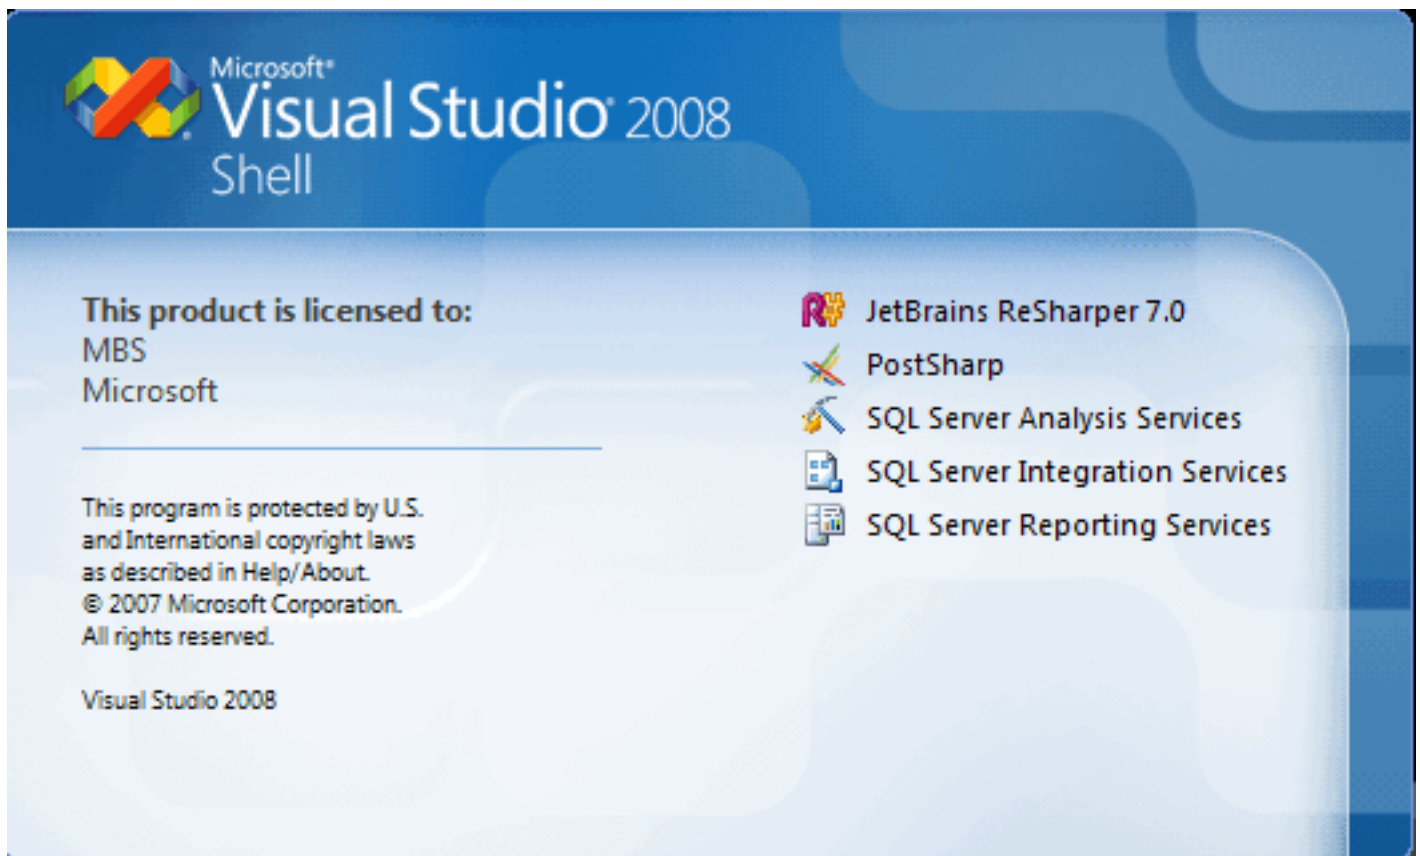 Microsoft®
Visual Studio® 2008
Shell
This product is licensed to:
MBS
Microsoft
This program is protected by U.S.
and International copyright laws
as described in Help/About.
© 2007 Microsoft Corporation.
All rights reserved.
Visual Studio 2008
JetBrains ReSharper 7.0
PostSharp
SQL Server Analysis Services
SQL Server Integration Services
SQL Server Reporting Services